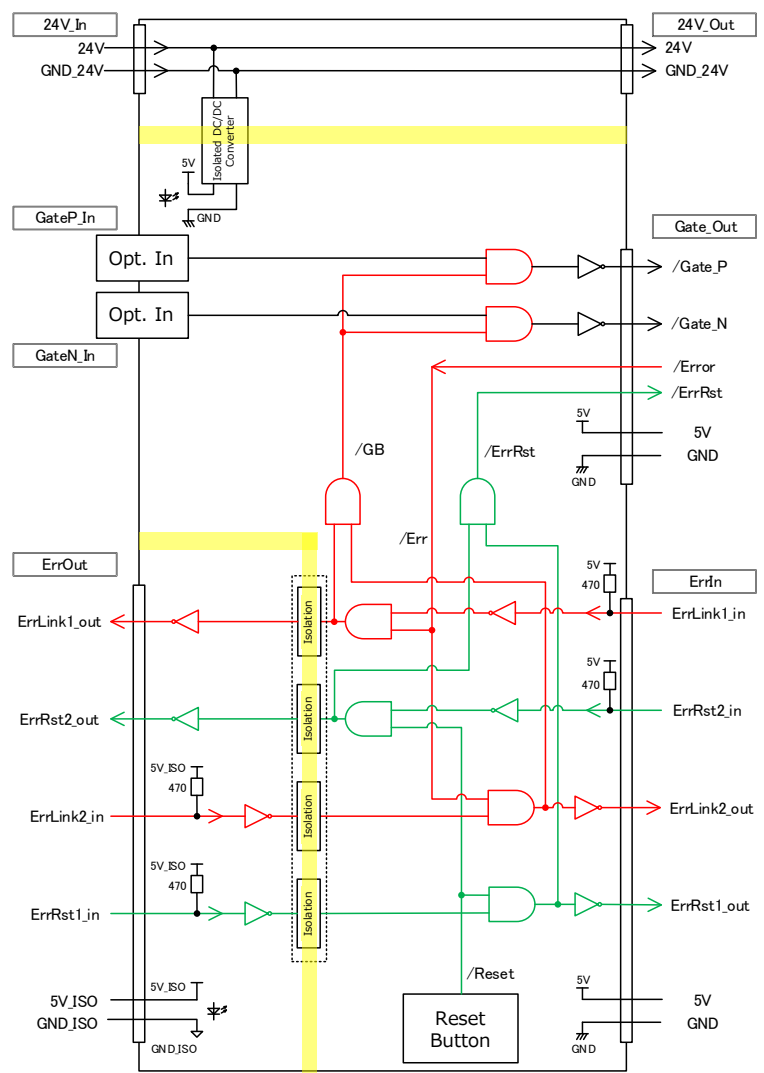 24V_In
24V_Out
24V
24V
GND_24V
GND_24V
Isolated DC/DC
Converter
5V
GND
GateP_In
Gate_Out
Opt. In
/Gate_P
Opt. In
/Gate_N
GateN_In
/Error
/ErrRst
5V
5V
/GB
/ErrRst
GND
GND
/Err
ErrOut
5V
470
ErrIn
ErrLink1_out
Isolation
ErrLink1_in
5V
470
ErrRst2_out
Isolation
ErrRst2_in
5V_ISO
470
ErrLink2_in
Isolation
ErrLink2_out
5V_ISO
470
ErrRst1_in
Isolation
ErrRst1_out
/Reset
5V_ISO
5V_ISO
5V
5V
GND_ISO
GND_ISO
Reset
Button
GND
GND